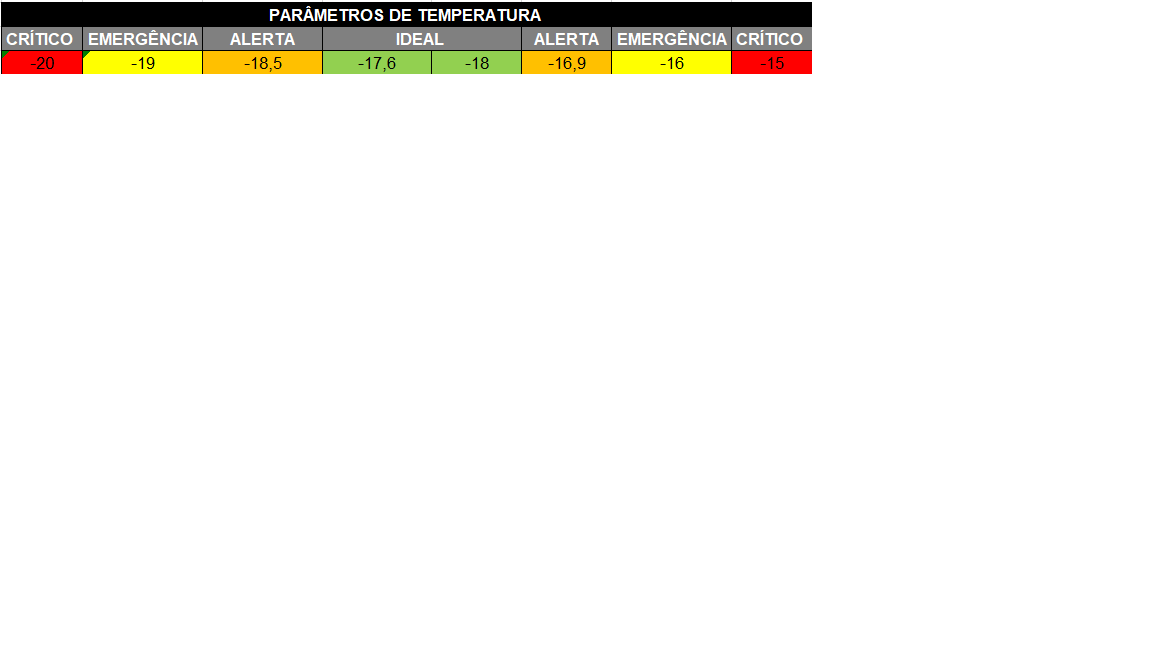 PARÂMETROS DE TEMPERATURA
CRÍTICO EMERGÊNCIA ALERTA IDEAL ALERTA EMERGÊNCIA CRÍTICO
-20 -19 -18,5 -17,6 -18 -16,9 -16 -15